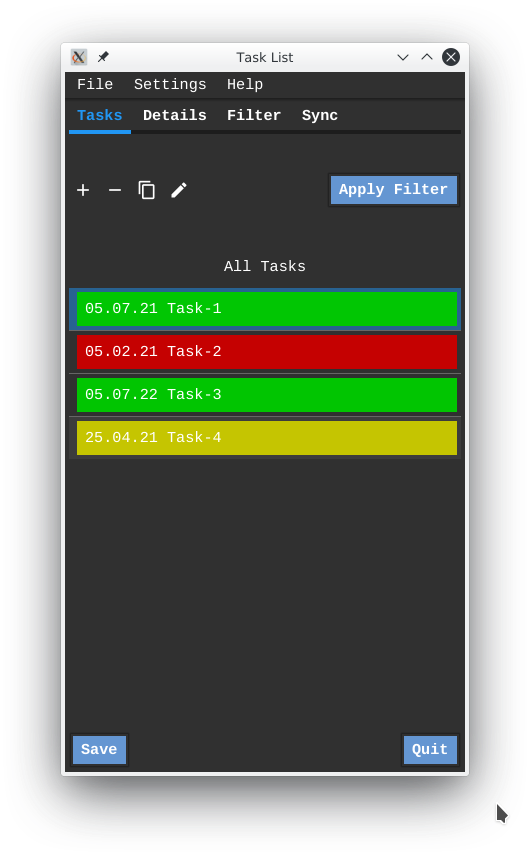 Task List
File Settings Help
Tasks Details Filter Sync
Apply Filter
All Tasks
05.07.21 Task-1
05.02.21 Task-2
05.07.22 Task-3
25.04.21 Task-4
Save Quit